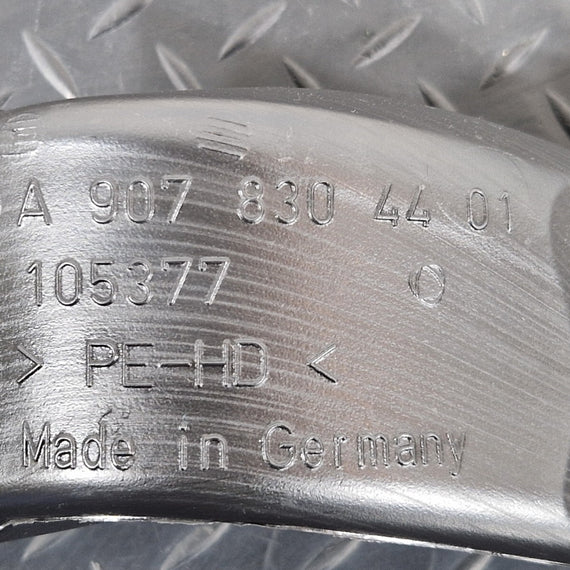 A 907 830 44 01
105377
> PE-HD <
Made in Germany